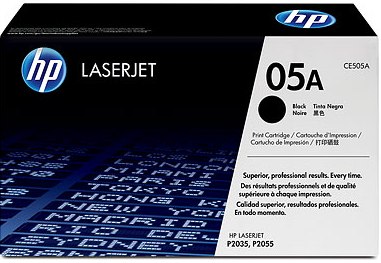 hp LASERJET
05A
CE505A
Black Tinta Negra
Noire 黑色
Print Cartridge / Cartouche d'Impression /
Cartucho de Impresión / 打印硒鼓
Superior, professional results. Every time.
Des résultats professionnels et de qualité
supérieure à chaque impression.
Calidad superior, resultados profesionales.
En todo momento.
HP LASERJET
P2035, P2055